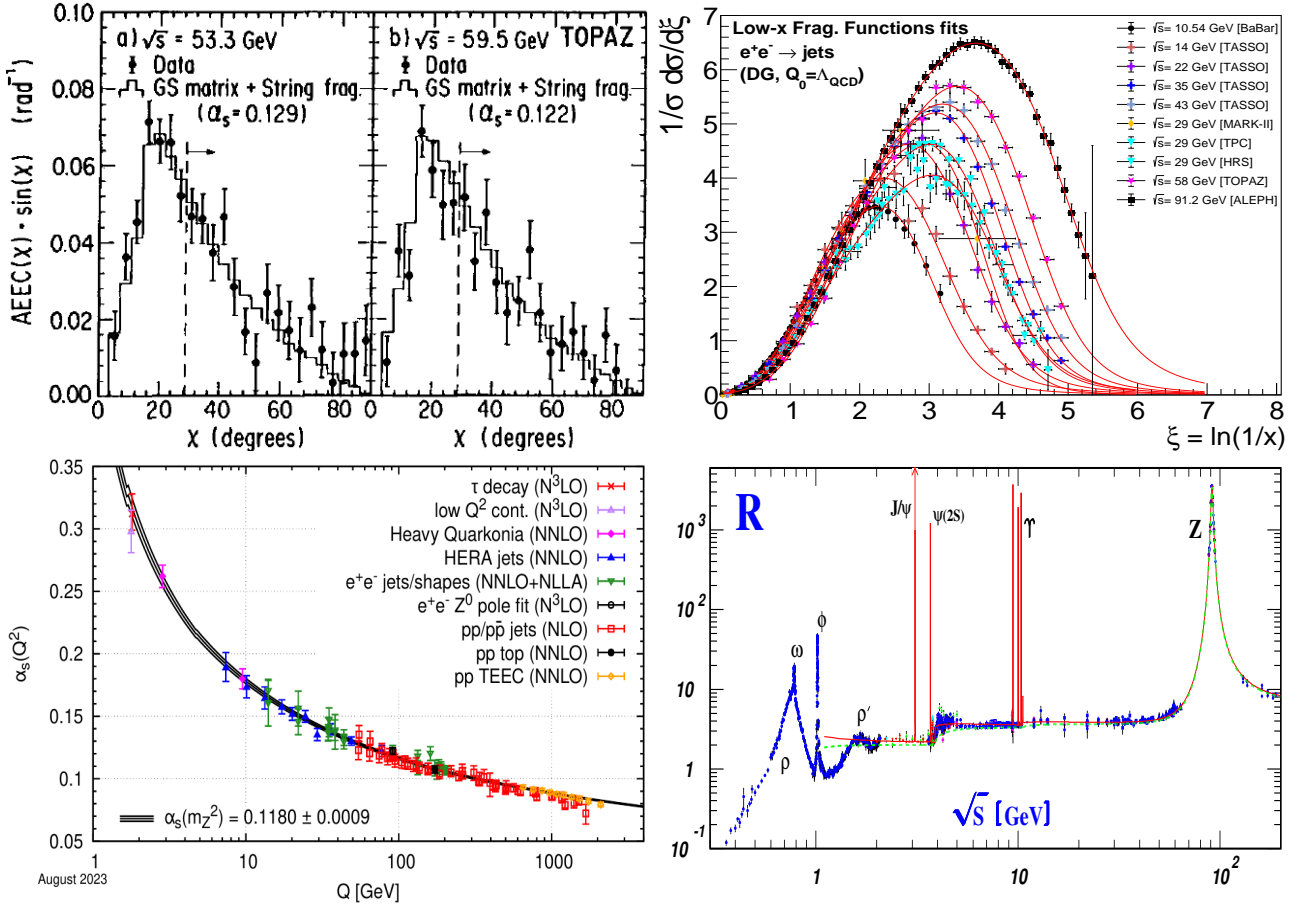 a) √s = 53.3 GeV
Data
GS matrix + String frag.
(α_s = 0.129)
b) √s = 59.5 GeV TOPAZ
Data
GS matrix + String frag.
(α_s = 0.122)
AEEC(χ) · sin(χ) (rad⁻¹)
0.10
0.08
0.06
0.04
0.02
0.00
0 20 40 60 80 0 20 40 60 80
χ (degrees) χ (degrees)
Low-x Frag. Functions fits
e⁺e⁻ → jets
(DG, Q₀=Λ_QCD)
√s= 10.54 GeV [BaBar]
√s= 14 GeV [TASSO]
√s= 22 GeV [TASSO]
√s= 35 GeV [TASSO]
√s= 43 GeV [TASSO]
√s= 29 GeV [MARK-II]
√s= 29 GeV [TPC]
√s= 29 GeV [HRS]
√s= 58 GeV [TOPAZ]
√s= 91.2 GeV [ALEPH]
1/σ dσ/dξ
7
6
5
4
3
2
1
0
0 1 2 3 4 5 6 7 8
ξ = ln(1/x)
0.35
0.3
0.25
0.2
0.15
0.1
0.05
α_s(Q²)
τ decay (N³LO)
low Q² cont. (N³LO)
Heavy Quarkonia (NNLO)
HERA jets (NNLO)
e⁺e⁻ jets/shapes (NNLO+NLLA)
e⁺e⁻ Z⁰ pole fit (N³LO)
pp/pp̄ jets (NLO)
pp top (NNLO)
pp TEEC (NNLO)
α_s(m_Z²) = 0.1180 ± 0.0009
1 10 100 1000
August 2023
Q [GeV]
R
J/ψ
ψ(2S)
ϒ
Z
ϕ
ω
ρ′
ρ
10³
10²
10
1
10⁻¹
√s [GeV]
1 10 10²